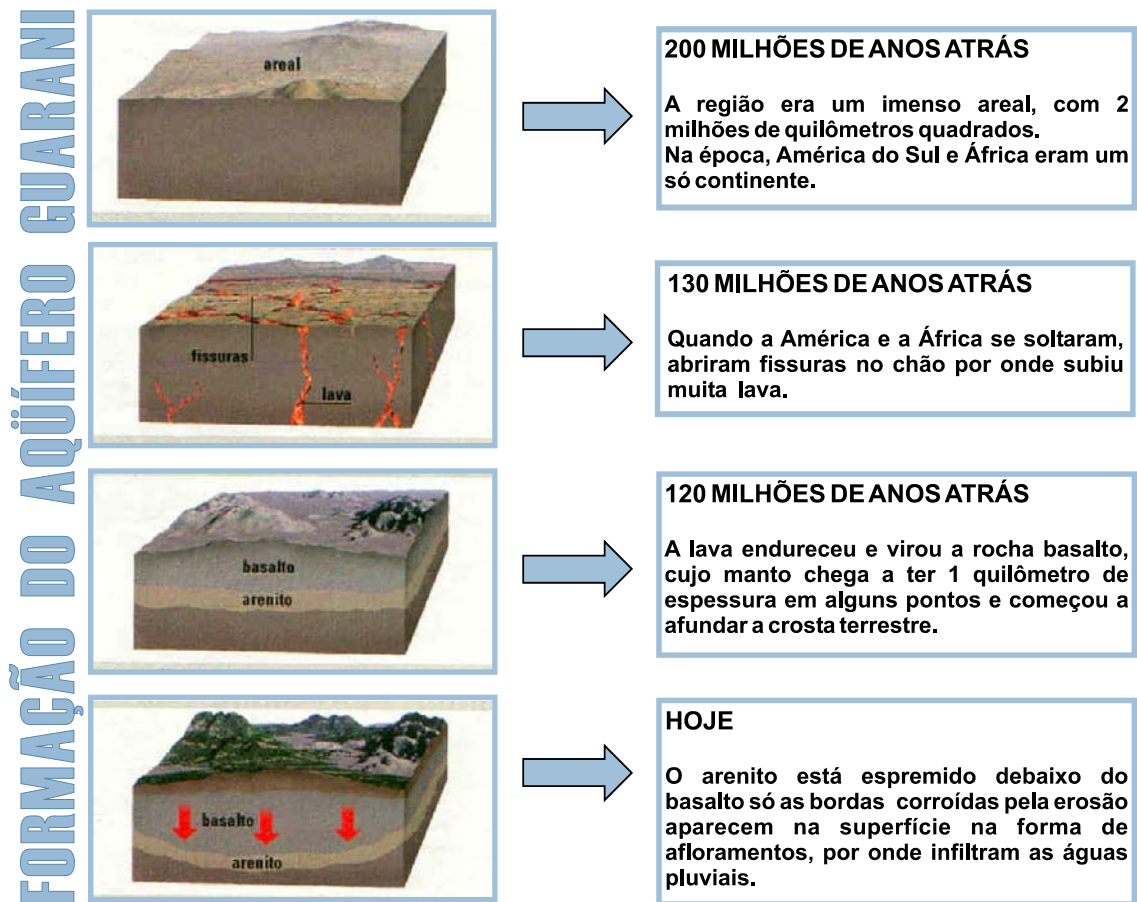 FORMAÇÃO DO AQÜÍFERO GUARANI
areal
200 MILHÕES DE ANOS ATRÁS
A região era um imenso areal, com 2
milhões de quilômetros quadrados.
Na época, América do Sul e África eram um
só continente.
fissuras
lava
130 MILHÕES DE ANOS ATRÁS
Quando a América e a África se soltaram,
abriram fissuras no chão por onde subiu
muita lava.
basalto
arenito
120 MILHÕES DE ANOS ATRÁS
A lava endureceu e virou a rocha basalto,
cujo manto chega a ter 1 quilômetro de
espessura em alguns pontos e começou a
afundar a crosta terrestre.
basalto
arenito
HOJE
O arenito está espremido debaixo do
basalto só as bordas corroídas pela erosão
aparecem na superfície na forma de
afloramentos, por onde infiltram as águas
pluviais.